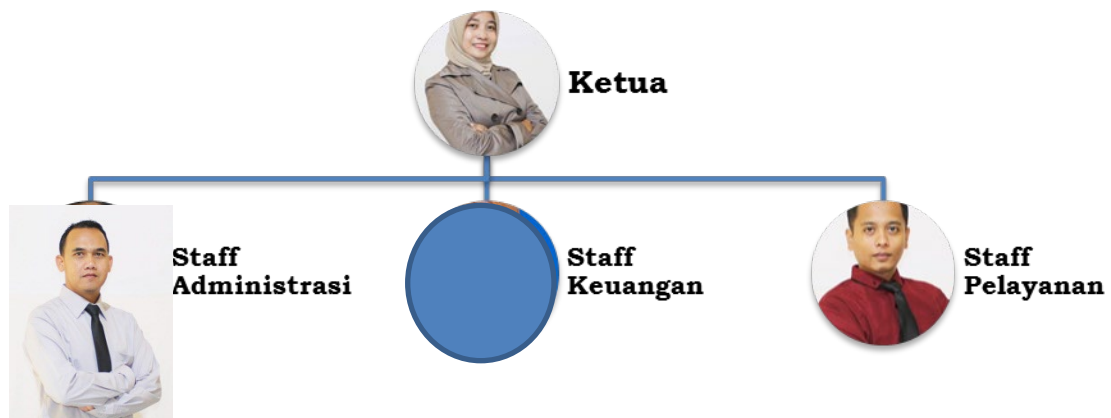 Ketua
Staff
Administrasi
Staff
Keuangan
Staff
Pelayanan